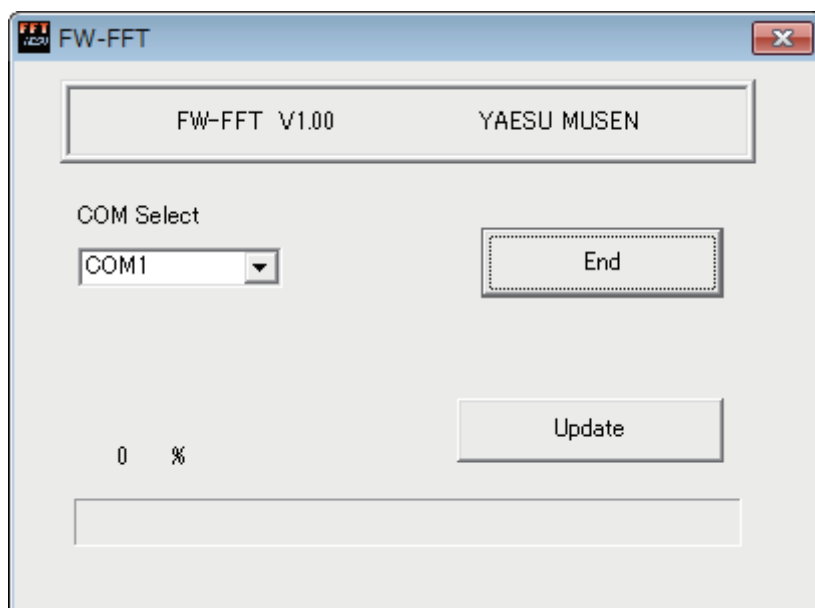 FW-FFT
FW-FFT V1.00 YAESU MUSEN
COM Select
COM1
End
Update
0 %